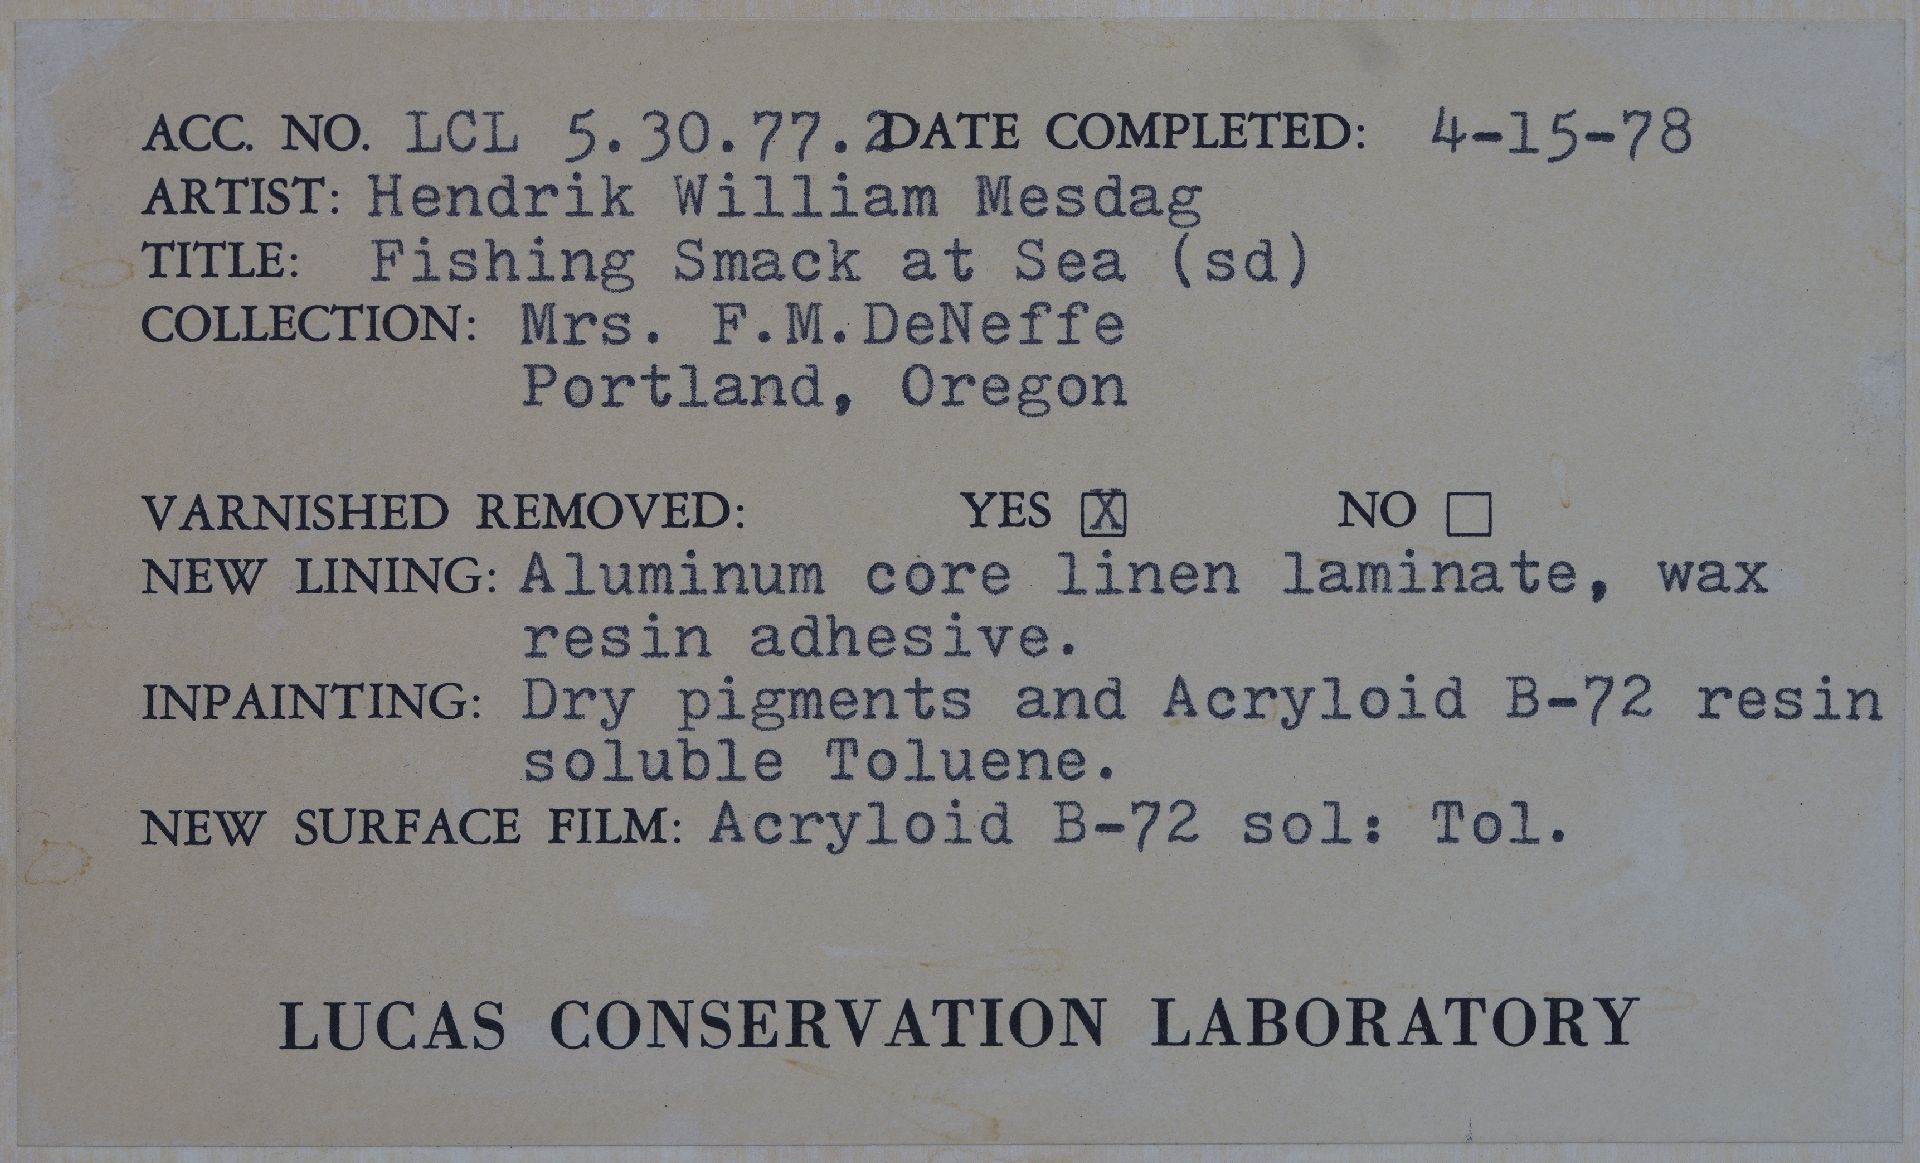 ACC. NO. LCL 5.30.77.2 DATE COMPLETED: 4-15-78
ARTIST: Hendrik William Mesdag
TITLE: Fishing Smack at Sea (sd)
COLLECTION: Mrs. F.M.DeNeffe
Portland, Oregon
VARNISHED REMOVED: YES [X] NO [ ]
NEW LINING: Aluminum core linen laminate, wax
resin adhesive.
INPAINTING: Dry pigments and Acryloid B-72 resin
soluble Toluene.
NEW SURFACE FILM: Acryloid B-72 sol: Tol.
LUCAS CONSERVATION LABORATORY